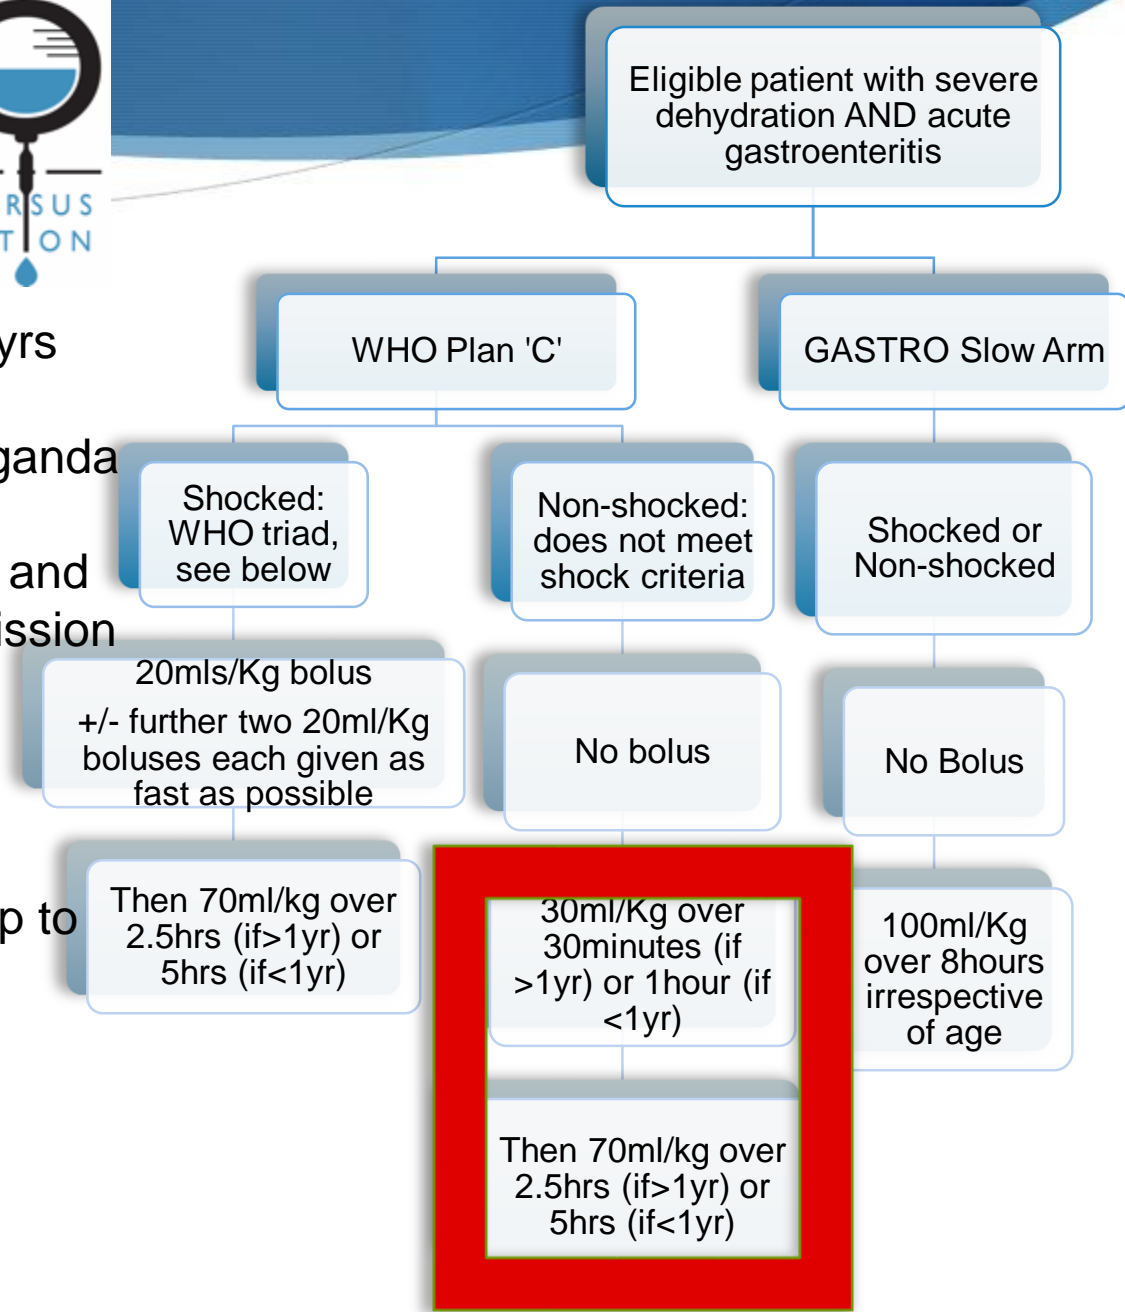 RSUS
T ON
Eligible patient with severe
dehydration AND acute
gastroenteritis
WHO Plan 'C'
GASTRO Slow Arm
yrs
ganda
and
ission
p to
Shocked:
WHO triad,
see below
Non-shocked:
does not meet
shock criteria
Shocked or
Non-shocked
20mls/Kg bolus
+/- further two 20ml/Kg
boluses each given as
fast as possible
No bolus
No Bolus
Then 70ml/kg over
2.5hrs (if>1yr) or
5hrs (if<1yr)
30ml/Kg over
30minutes (if
>1yr) or 1hour (if
<1yr)
100ml/Kg
over 8hours
irrespective
of age
Then 70ml/kg over
2.5hrs (if>1yr) or
5hrs (if<1yr)